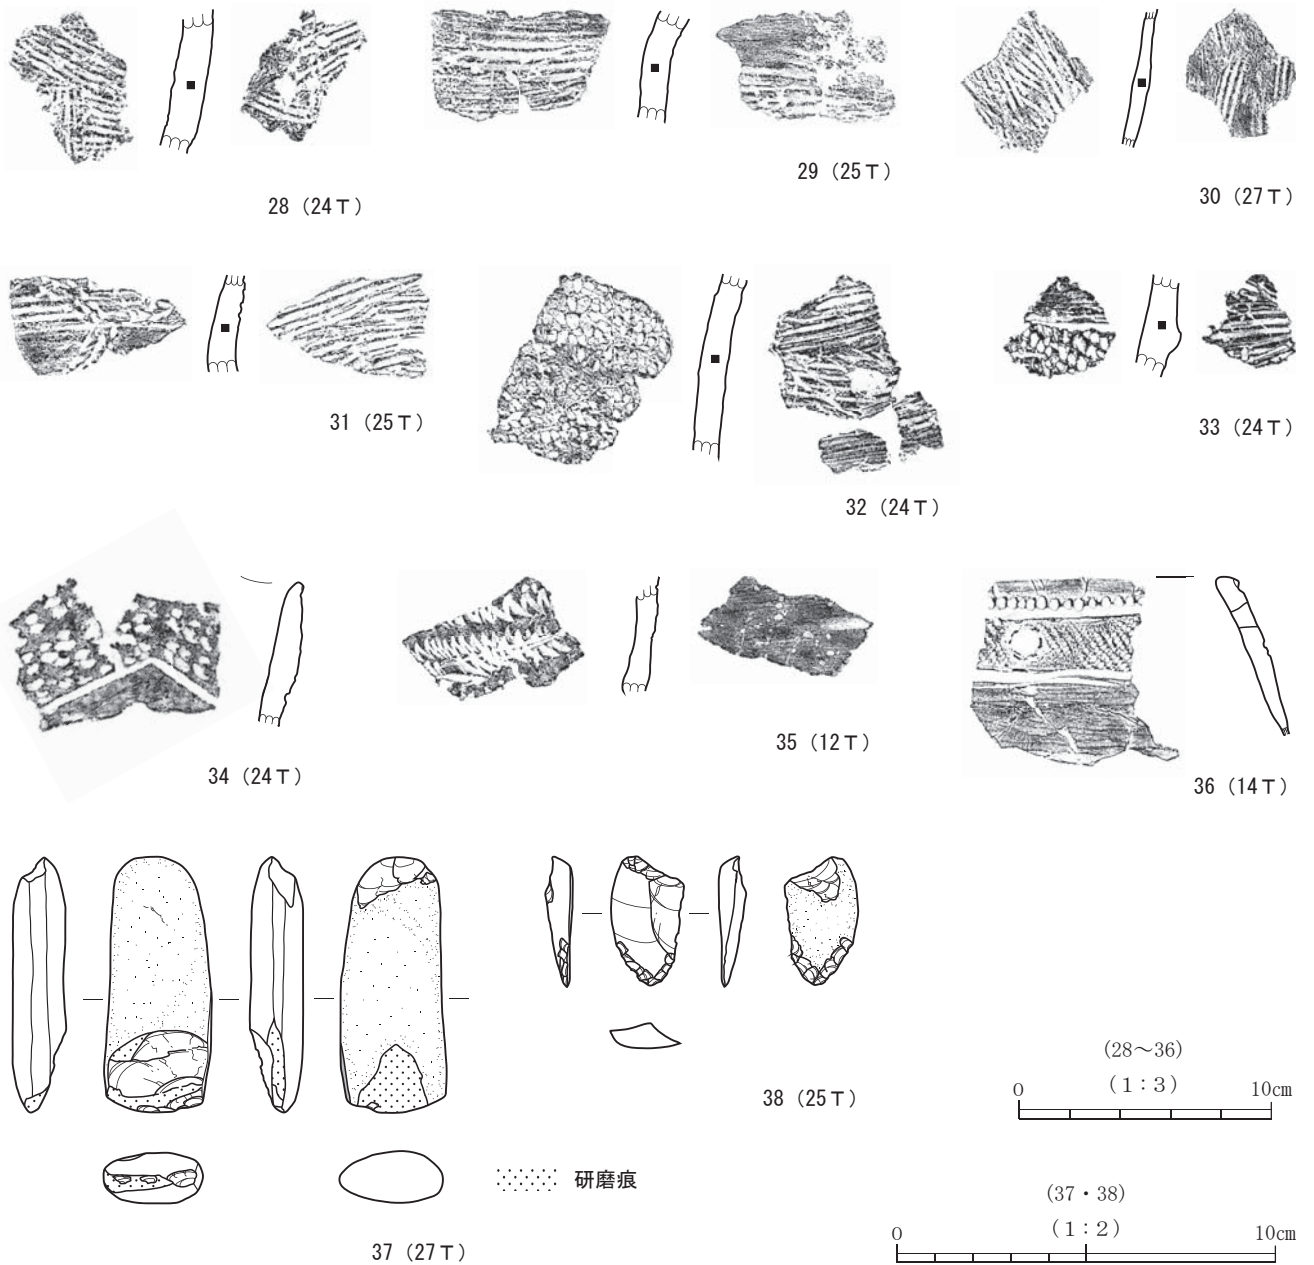 28（24Ｔ）
29（25Ｔ）
30（27Ｔ）
31（25Ｔ）
32（24Ｔ）
33（24Ｔ）
34（24Ｔ）
35（12Ｔ）
36（14Ｔ）
37（27Ｔ）
研磨痕
38（25Ｔ）
(28～36)
（１：３）
0 10cm
(37・38)
（１：２）
0 10cm